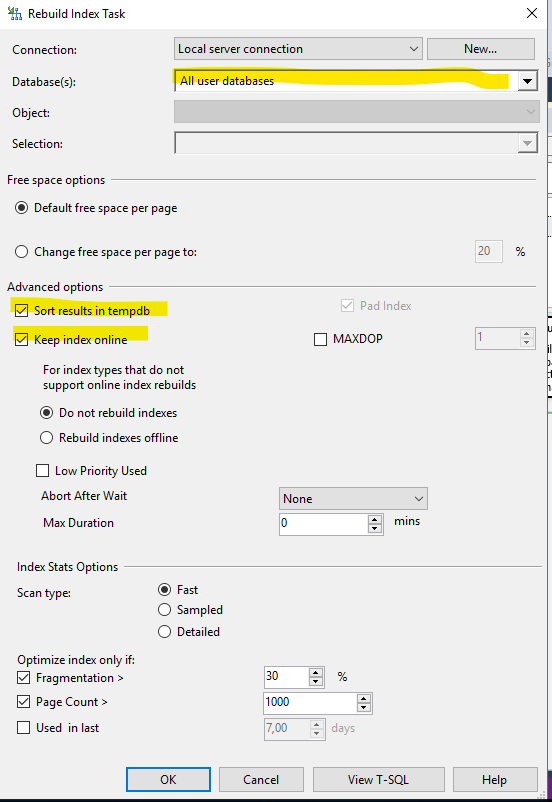 Rebuild Index Task
Connection: Local server connection New...
Database(s): All user databases
Object:
Selection:
Free space options
Default free space per page
Change free space per page to: 20 %
Advanced options
Sort results in tempdb Pad Index
Keep index online MAXDOP 1
For index types that do not
support online index rebuilds
Do not rebuild indexes
Rebuild indexes offline
Low Priority Used
Abort After Wait None
Max Duration 0 mins
Index Stats Options
Scan type: Fast
Sampled
Detailed
Optimize index only if:
Fragmentation > 30 %
Page Count > 1000
Used in last 7,00 days
OK Cancel View T-SQL Help